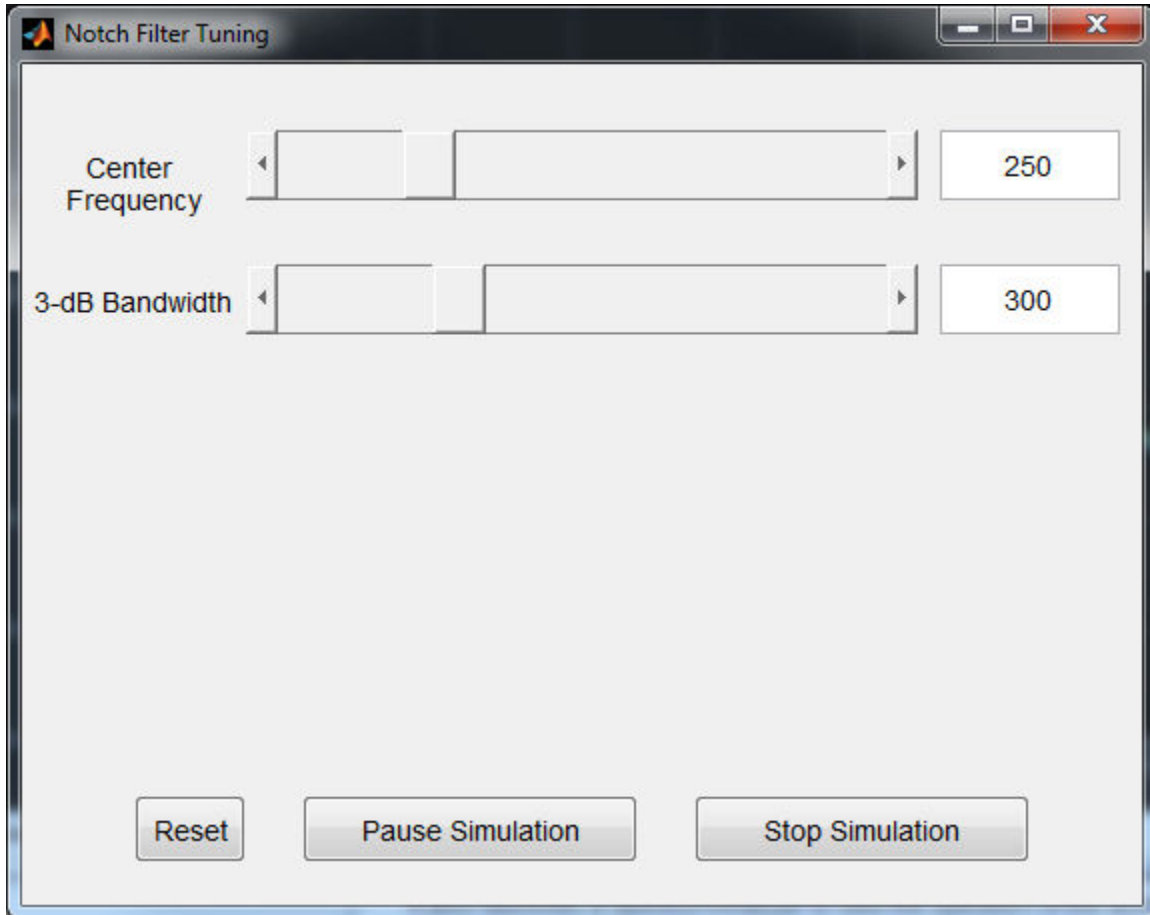 Notch Filter Tuning
Center
Frequency
250
3-dB Bandwidth
300
Reset
Pause Simulation
Stop Simulation